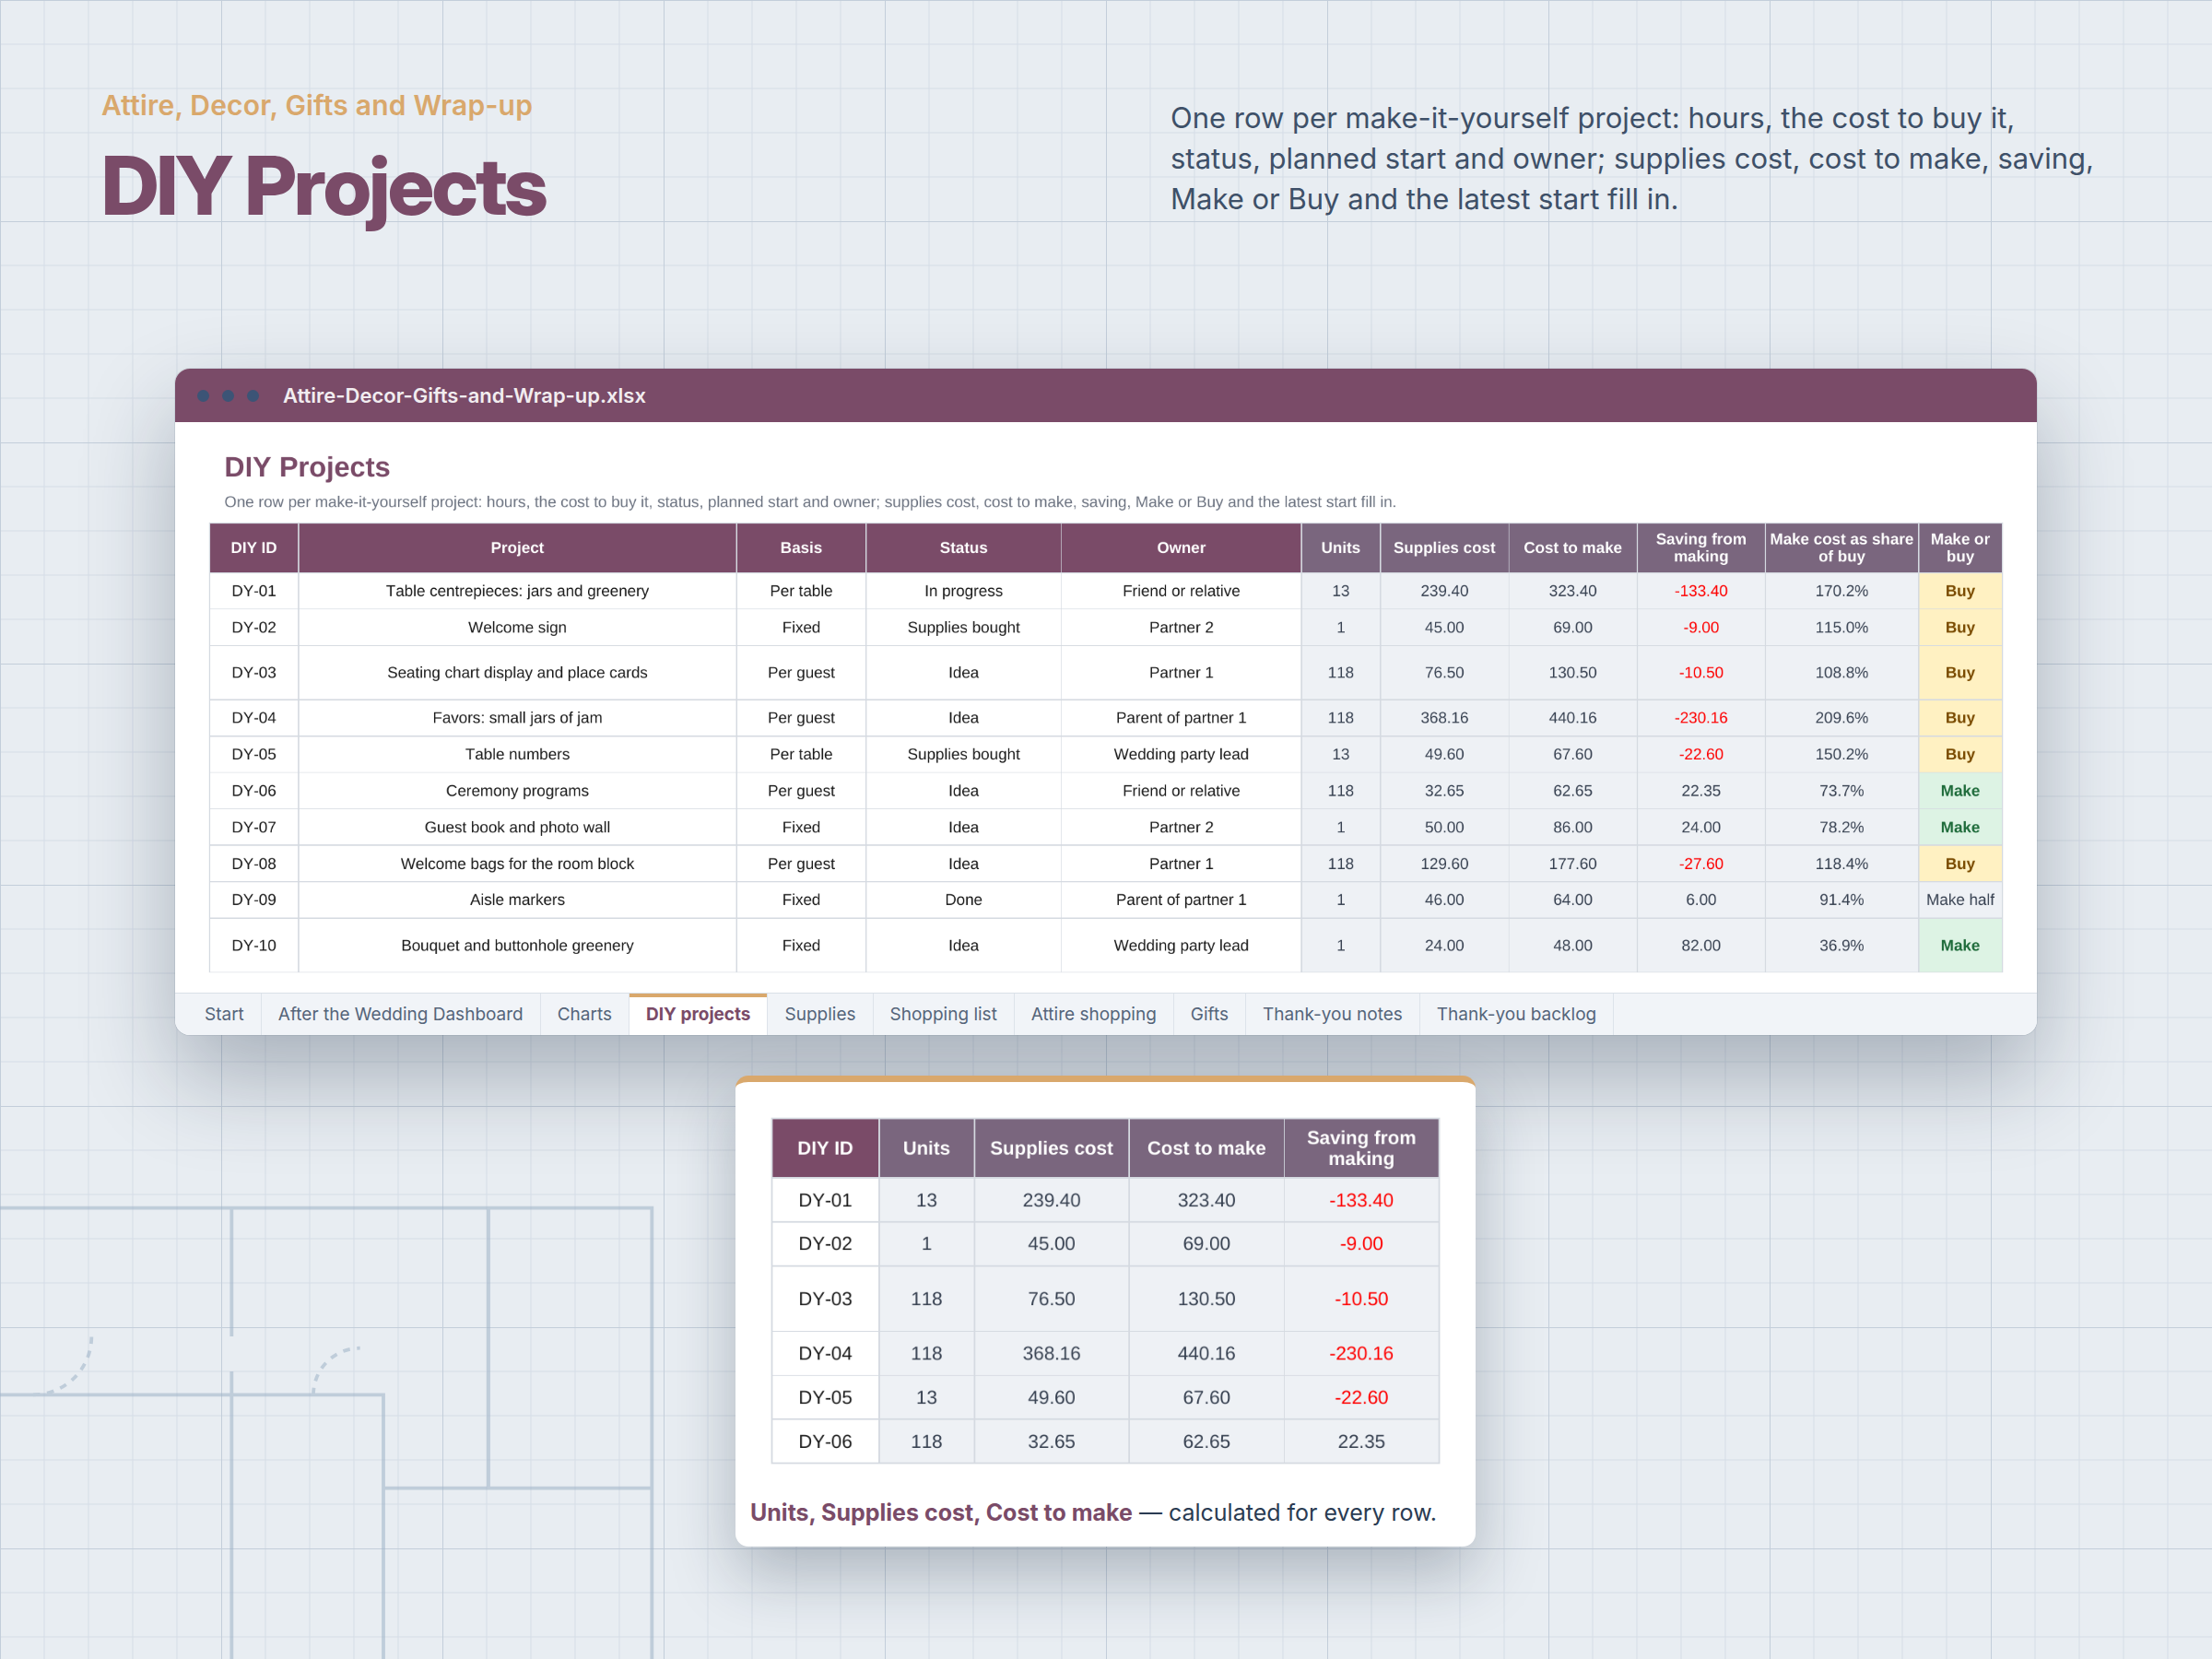 Attire, Decor, Gifts and Wrap-up
DIY Projects
One row per make-it-yourself project: hours, the cost to buy it,
status, planned start and owner; supplies cost, cost to make, saving,
Make or Buy and the latest start fill in.
Attire-Decor-Gifts-and-Wrap-up.xlsx
DIY Projects
One row per make-it-yourself project: hours, the cost to buy it, status, planned start and owner; supplies cost, cost to make, saving, Make or Buy and the latest start fill in.
DIY ID Project Basis Status Owner Units Supplies cost Cost to make Saving from making Make cost as share of buy Make or buy
DY-01 Table centrepieces: jars and greenery Per table In progress Friend or relative 13 239.40 323.40 -133.40 170.2% Buy
DY-02 Welcome sign Fixed Supplies bought Partner 2 1 45.00 69.00 -9.00 115.0% Buy
DY-03 Seating chart display and place cards Per guest Idea Partner 1 118 76.50 130.50 -10.50 108.8% Buy
DY-04 Favors: small jars of jam Per guest Idea Parent of partner 1 118 368.16 440.16 -230.16 209.6% Buy
DY-05 Table numbers Per table Supplies bought Wedding party lead 13 49.60 67.60 -22.60 150.2% Buy
DY-06 Ceremony programs Per guest Idea Friend or relative 118 32.65 62.65 22.35 73.7% Make
DY-07 Guest book and photo wall Fixed Idea Partner 2 1 50.00 86.00 24.00 78.2% Make
DY-08 Welcome bags for the room block Per guest Idea Partner 1 118 129.60 177.60 -27.60 118.4% Buy
DY-09 Aisle markers Fixed Done Parent of partner 1 1 46.00 64.00 6.00 91.4% Make half
DY-10 Bouquet and buttonhole greenery Fixed Idea Wedding party lead 1 24.00 48.00 82.00 36.9% Make
Start After the Wedding Dashboard Charts DIY projects Supplies Shopping list Attire shopping Gifts Thank-you notes Thank-you backlog
DIY ID Units Supplies cost Cost to make Saving from making
DY-01 13 239.40 323.40 -133.40
DY-02 1 45.00 69.00 -9.00
DY-03 118 76.50 130.50 -10.50
DY-04 118 368.16 440.16 -230.16
DY-05 13 49.60 67.60 -22.60
DY-06 118 32.65 62.65 22.35
Units, Supplies cost, Cost to make — calculated for every row.